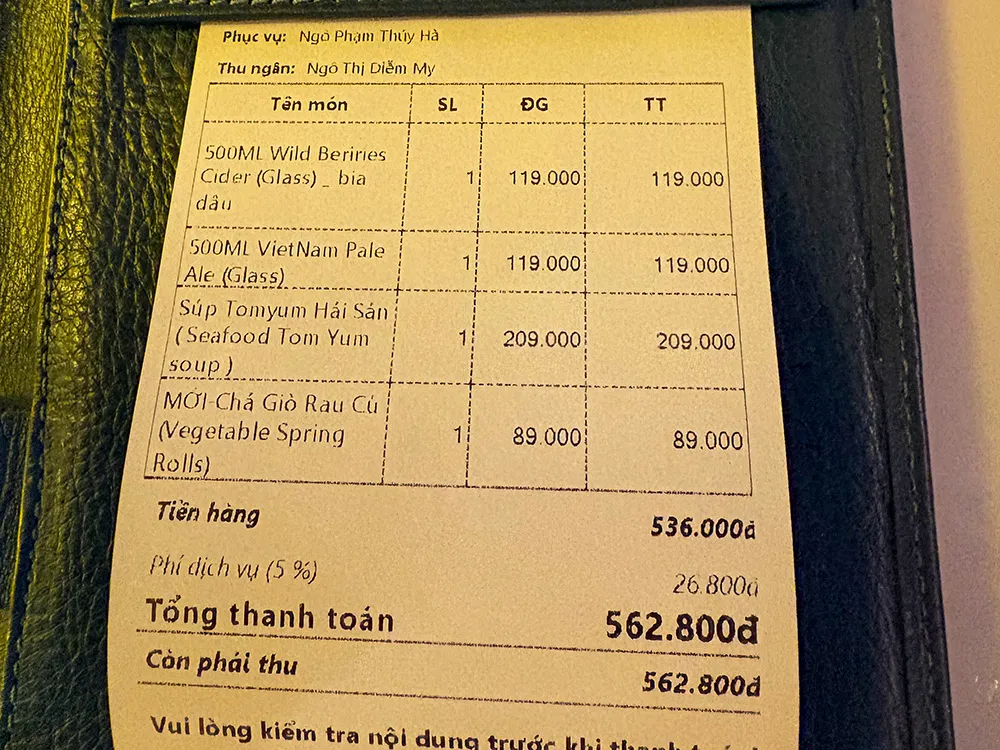 Phục vụ: Ngô Phạm Thúy Hà
Thu ngân: Ngô Thị Diễm My
Tên món SL ĐG TT
500ML Wild Beriries
Cider (Glass) _ bia 1 119.000 119.000
dâu
500ML VietNam Pale
Ale (Glass) 1 119.000 119.000
Súp Tomyum Hải Sản
(Seafood Tom Yum 1 209.000 209.000
soup )
MỚI-Chả Giò Rau Củ
(Vegetable Spring 1 89.000 89.000
Rolls)
Tiền hàng 536.000đ
Phí dịch vụ (5 %) 26.800đ
Tổng thanh toán 562.800đ
Còn phải thu 562.800đ
Vui lòng kiểm tra nội dung trước khi